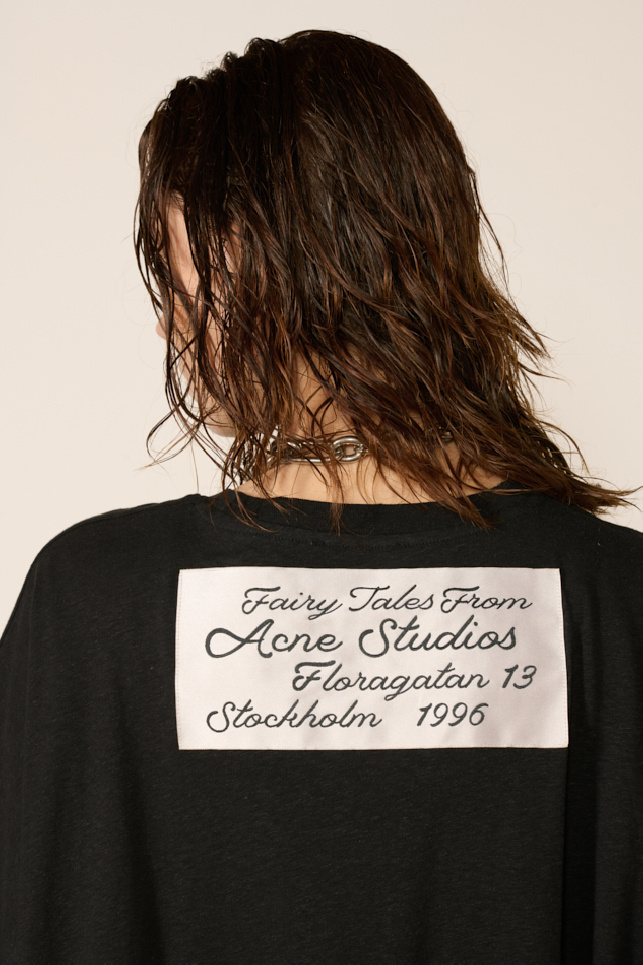 Fairy Tales From
Acne Studios
Floragatan 13
Stockholm 1996